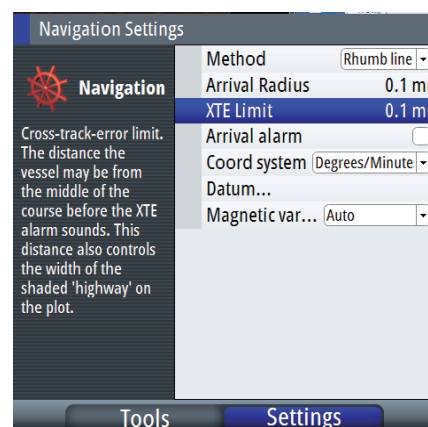 Navigation Settings
Navigation
Cross-track-error limit.
The distance the
vessel may be from
the middle of the
course before the XTE
alarm sounds. This
distance also controls
the width of the
shaded 'highway' on
the plot.
Method Rhumb line
Arrival Radius 0.1 m
XTE Limit 0.1 m
Arrival alarm
Coord system Degrees/Minute
Datum...
Magnetic var... Auto
Tools Settings